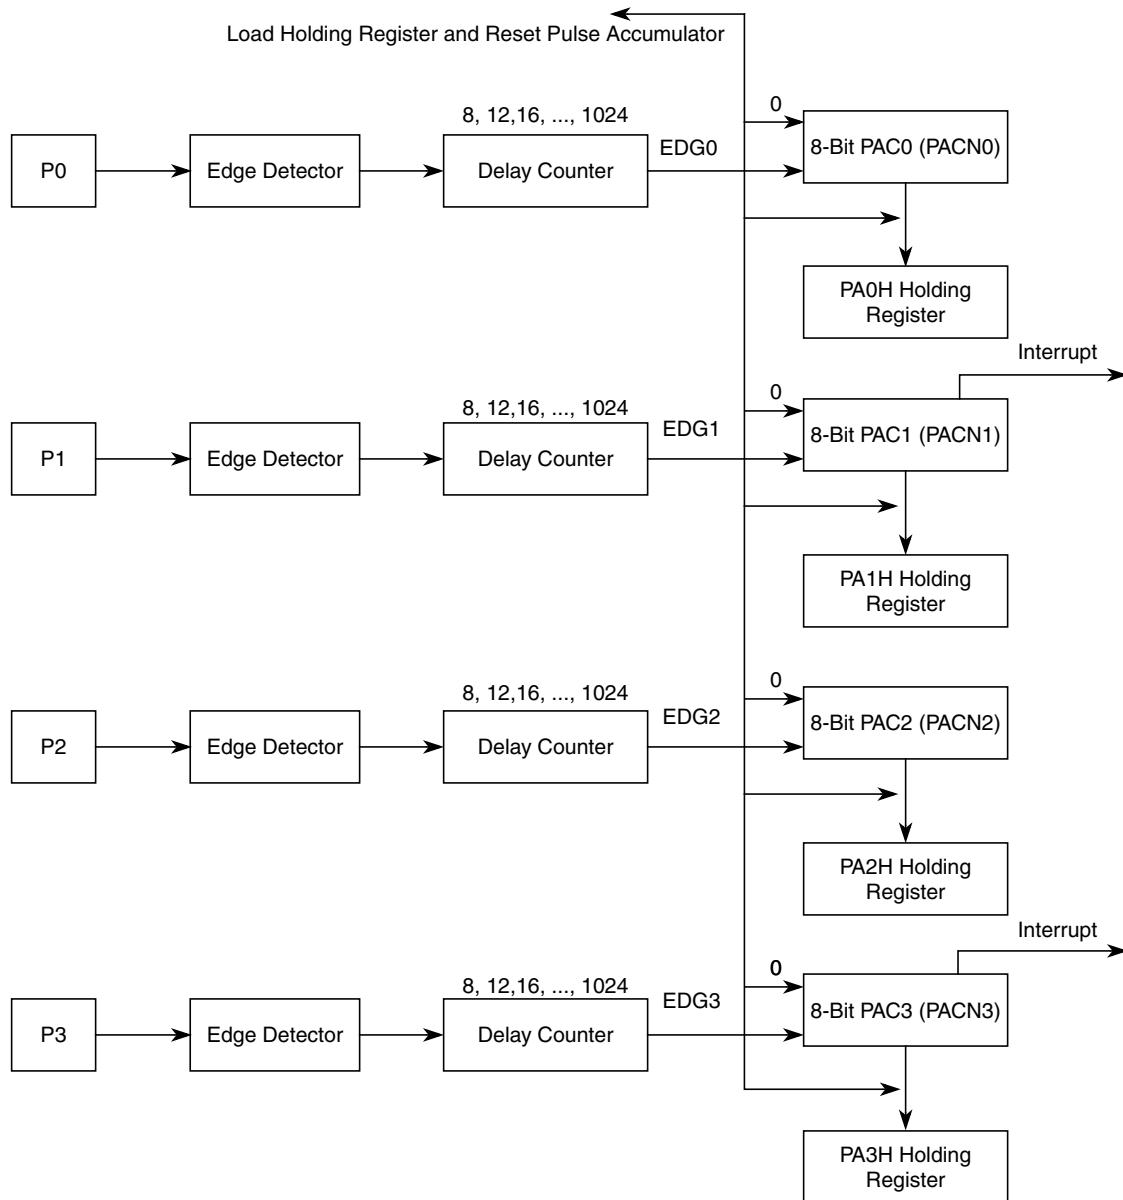 Load Holding Register and Reset Pulse Accumulator
8, 12,16, ..., 1024
0
P0
Edge Detector
Delay Counter
EDG0
8-Bit PAC0 (PACN0)
PA0H Holding
Register
Interrupt
8, 12,16, ..., 1024
0
P1
Edge Detector
Delay Counter
EDG1
8-Bit PAC1 (PACN1)
PA1H Holding
Register
8, 12,16, ..., 1024
0
P2
Edge Detector
Delay Counter
EDG2
8-Bit PAC2 (PACN2)
PA2H Holding
Register
Interrupt
8, 12,16, ..., 1024
0
P3
Edge Detector
Delay Counter
EDG3
8-Bit PAC3 (PACN3)
PA3H Holding
Register